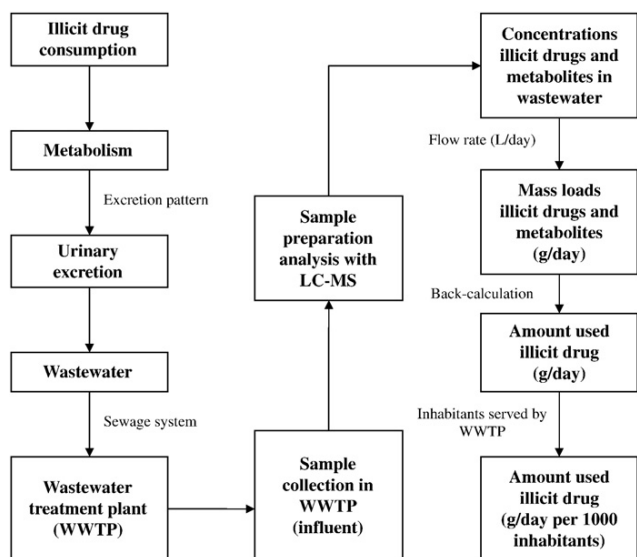 Illicit drug
consumption
Metabolism
Excretion pattern
Urinary
excretion
Wastewater
Sewage system
Wastewater
treatment plant
(WWTP)
Sample
collection in
WWTP
(influent)
Sample
preparation
analysis with
LC-MS
Concentrations
illicit drugs and
metabolites in
wastewater
Flow rate (L/day)
Mass loads
illicit drugs and
metabolites
(g/day)
Back-calculation
Amount used
illicit drug
(g/day)
Inhabitants served by
WWTP
Amount used
illicit drug
(g/day per 1000
inhabitants)